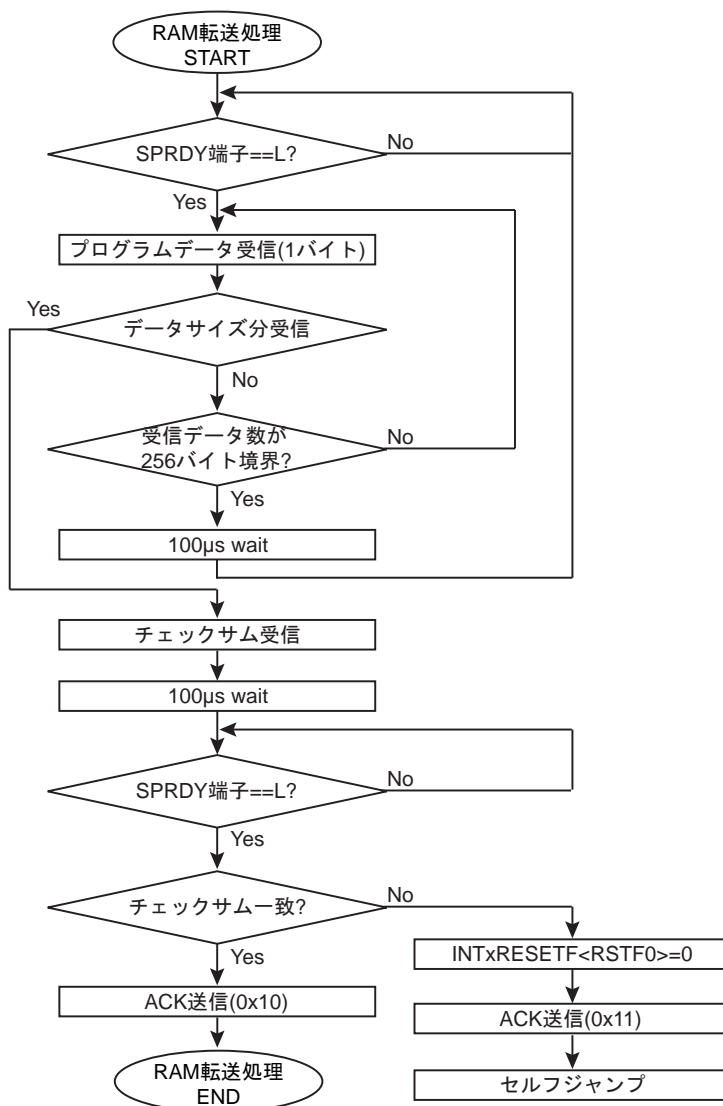 RAM転送処理
START
SPRDY端子==L?
No
Yes
プログラムデータ受信(1バイト)
Yes
データサイズ分受信
No
受信データ数が
256バイト境界?
No
Yes
100μs wait
チェックサム受信
100μs wait
SPRDY端子==L?
No
Yes
チェックサム一致?
No
Yes
INTxRESETF<RSTF0>=0
ACK送信(0x10)
ACK送信(0x11)
RAM転送処理
END
セルフジャンプ